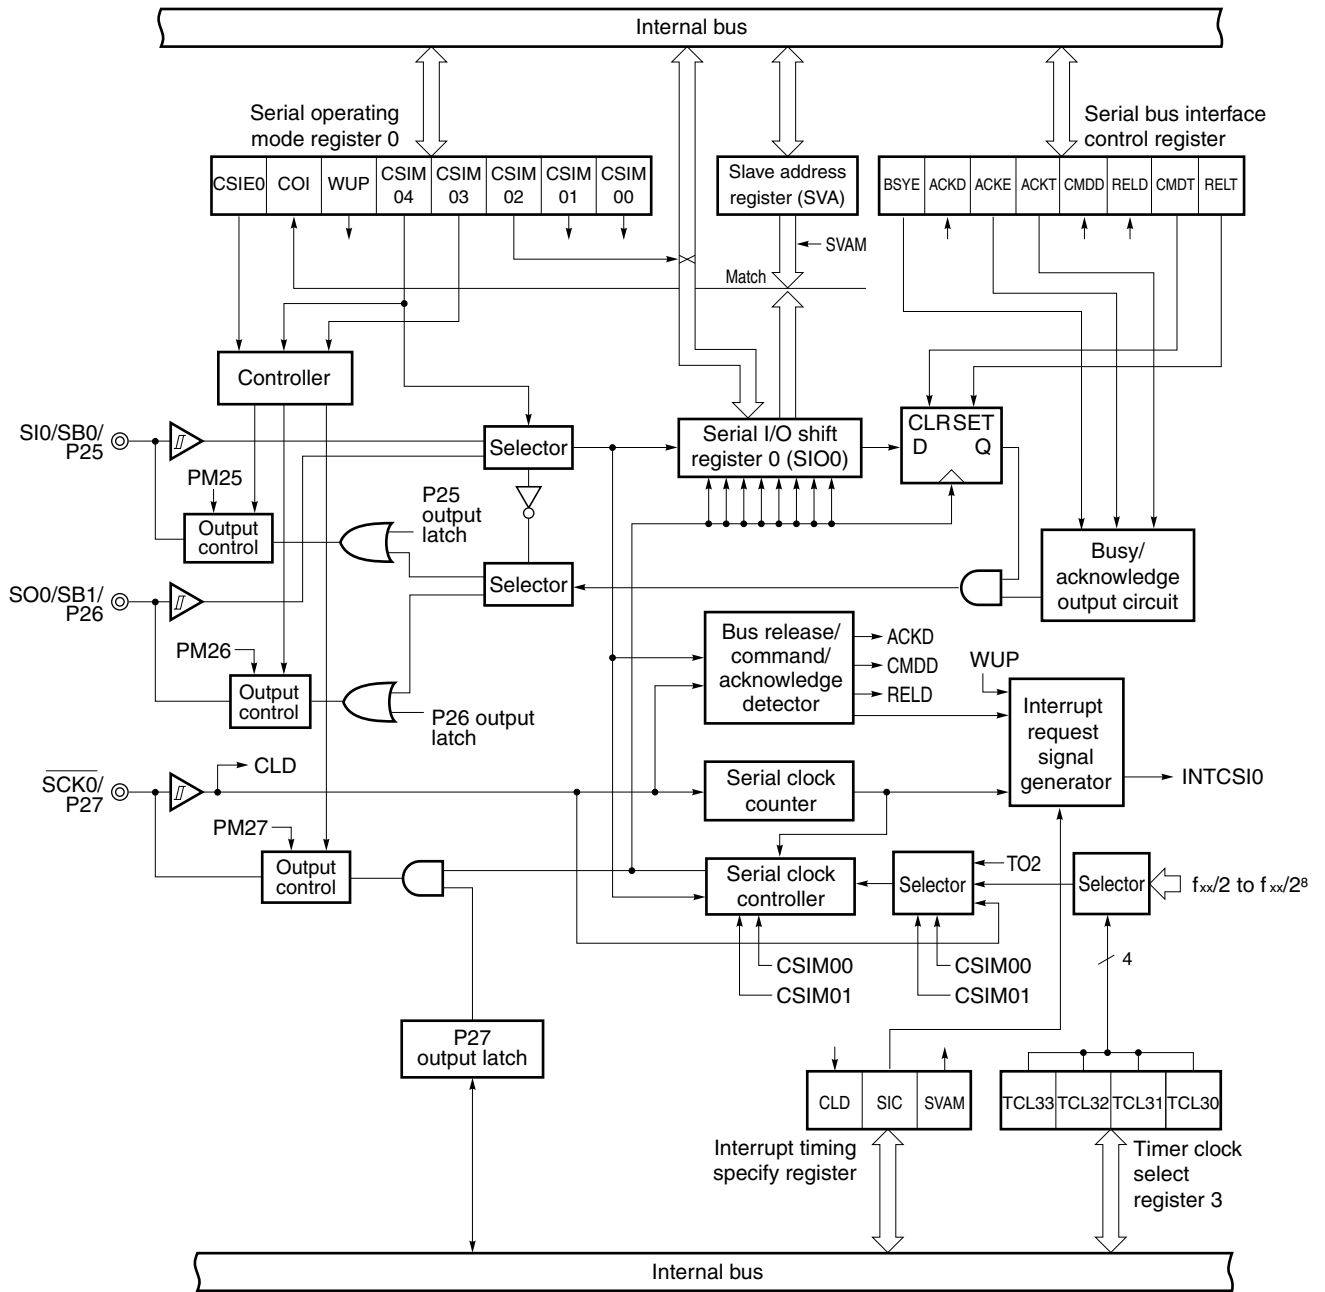 Internal bus
Serial operating
mode register 0
Serial bus interface
control register
CSIE0 COI WUP CSIM CSIM CSIM CSIM CSIM
04 03 02 01 00
Slave address
register (SVA)
BSYE ACKD ACKE ACKT CMDD RELD CMDT RELT
SVAM
Match
Controller
SI0/SB0/
P25
Selector
Serial I/O shift
register 0 (SIO0)
CLR SET
D Q
PM25
P25
output
latch
Output
control
Busy/
acknowledge
output circuit
SO0/SB1/
P26
Selector
Bus release/
command/
acknowledge
detector
ACKD
CMDD
RELD
WUP
PM26
Output
control
P26 output
latch
Interrupt
request
signal
generator
INTCSI0
SCK0/
P27
CLD
Serial clock
counter
PM27
Output
control
Serial clock
controller
Selector
TO2
Selector
fxx/2 to fxx/2⁸
4
CSIM00
CSIM01
CSIM00
CSIM01
P27
output latch
CLD SIC SVAM
TCL33 TCL32 TCL31 TCL30
Interrupt timing
specify register
Timer clock
select
register 3
Internal bus